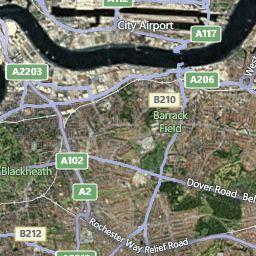 City Airport
A117
A2203
A206
B210
Barrack
Field
A102
Blackheath
A2
Dover Road
B212
Rochester Way Relief Road